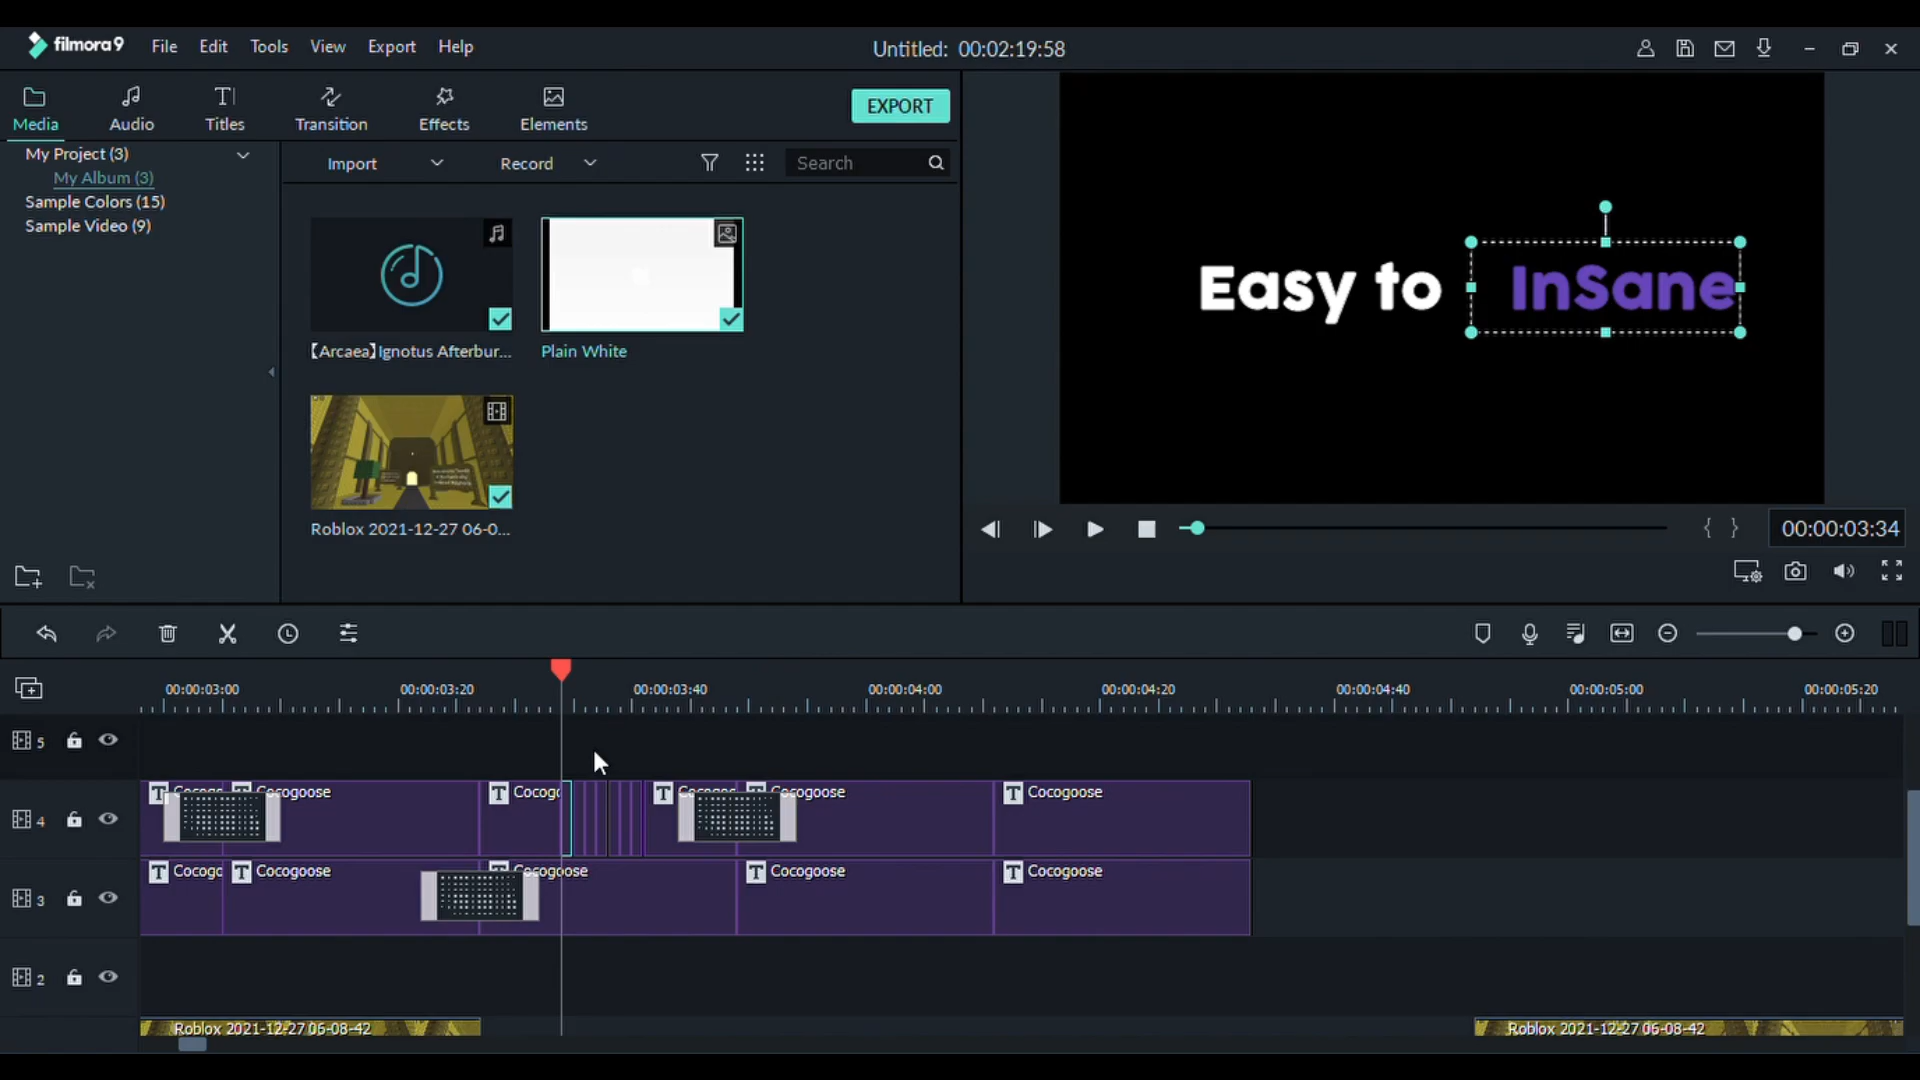 filmora9 File Edit Tools View Export Help
Untitled: 00:02:19:58
Media Audio Titles Transition Effects Elements
EXPORT
My Project (3)
My Album (3)
Sample Colors (15)
Sample Video (9)
Import Record Search
【Arcaea】Ignotus Afterbur...
Plain White
Roblox 2021-12-27 06-0...
Easy to InSane
{ } 00:00:03:34
00:00:03:00 00:00:03:20 00:00:03:40 00:00:04:00 00:00:04:20 00:00:04:40 00:00:05:00 00:00:05:20
5
4
T T Cocogoose T Cocog T T Cocogoose T Cocogoose
3
T Cocogo T Cocogoose T Cocogoose T Cocogoose T Cocogoose
2
Roblox 2021-12-27 06-08-42 Roblox 2021-12-27 06-08-42